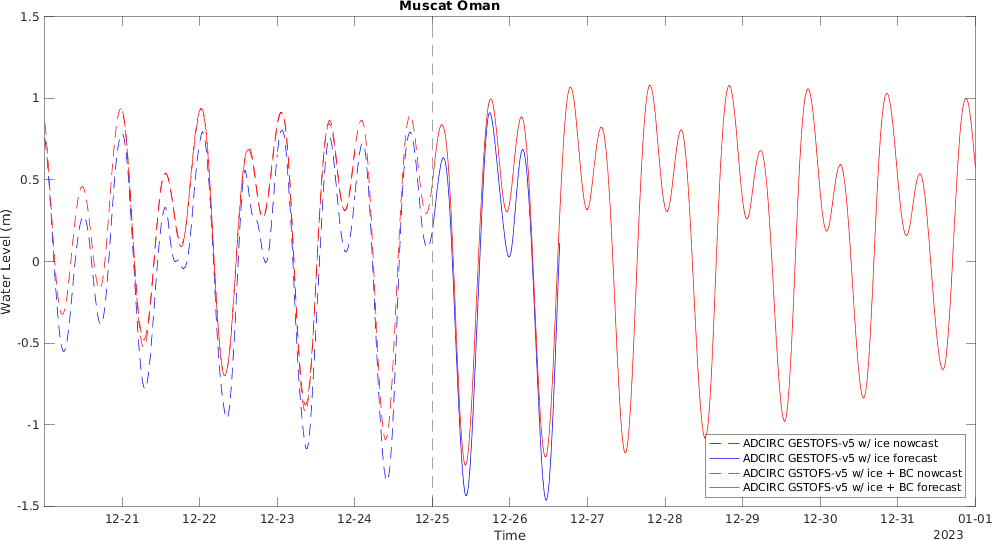 Muscat Oman
1.5
1
0.5
0
-0.5
-1
-1.5
Water Level (m)
12-21
12-22
12-23
12-24
12-25
12-26
12-27
12-28
12-29
12-30
12-31
01-01
Time
2023
ADCIRC GESTOFS-v5 w/ ice nowcast
ADCIRC GESTOFS-v5 w/ ice forecast
ADCIRC GSTOFS-v5 w/ ice + BC nowcast
ADCIRC GSTOFS-v5 w/ ice + BC forecast